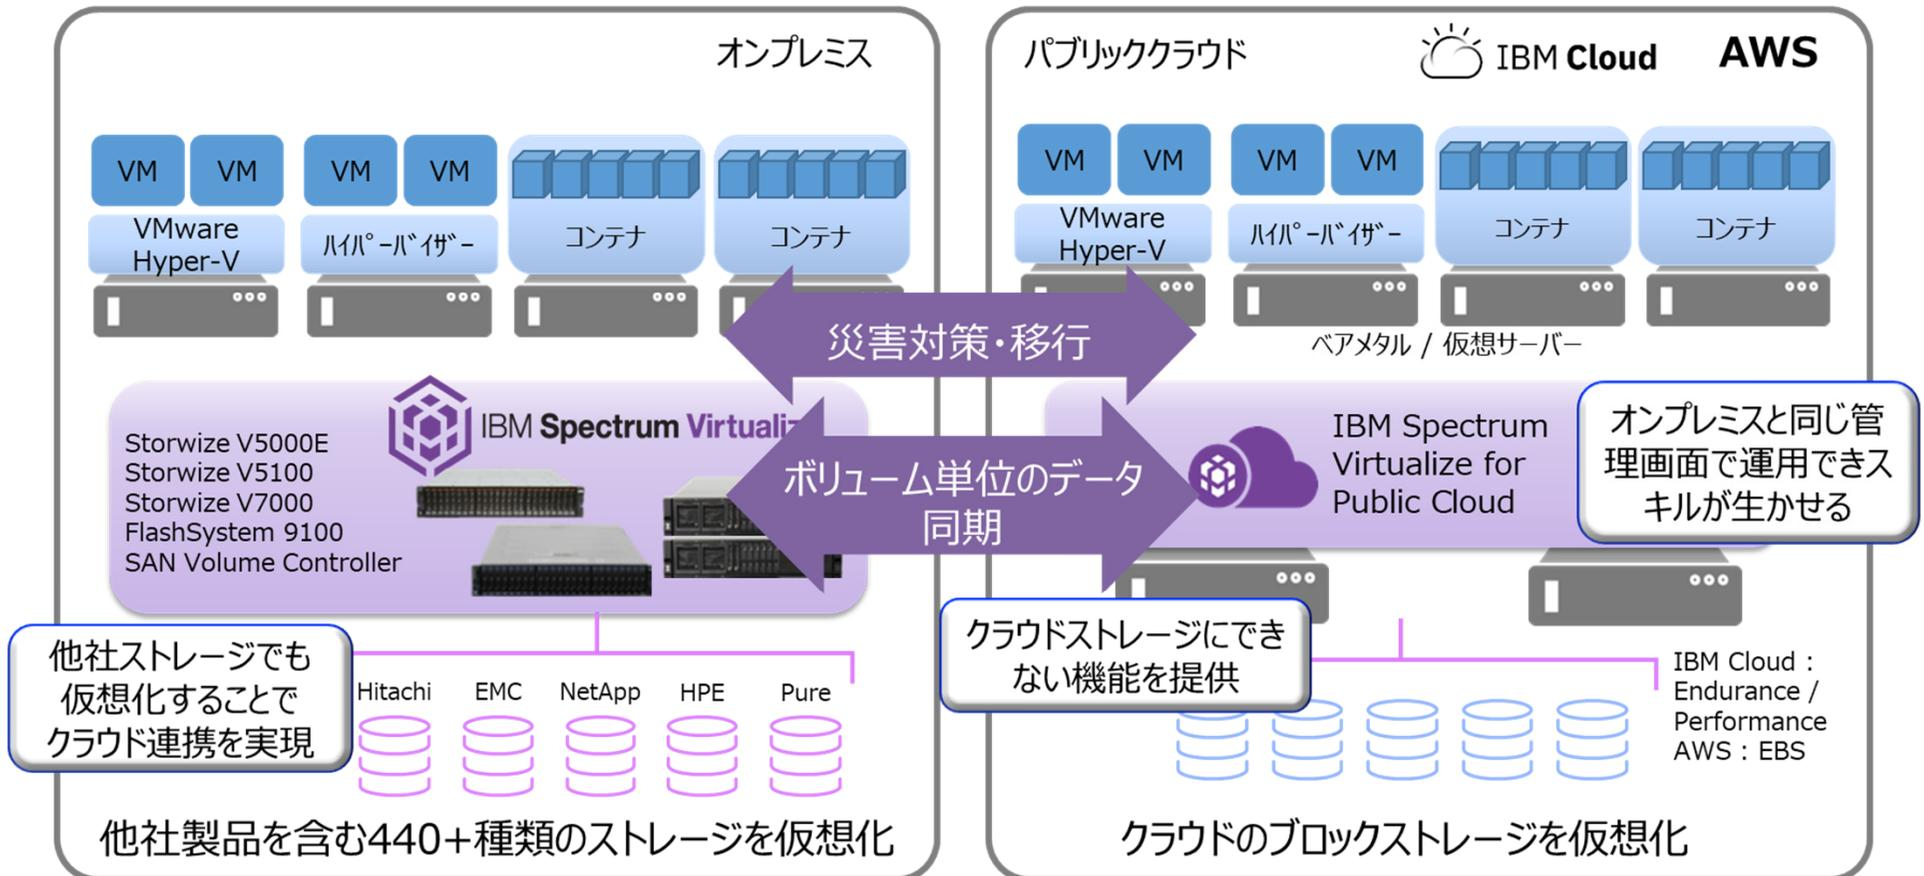 オンプレミス
VM VM VM VM
VMware
Hyper-V
ﾊｲﾊﾟｰﾊﾞｲｻﾞｰ
コンテナ
コンテナ
パブリッククラウド
IBM Cloud
AWS
VM VM VM VM
VMware
Hyper-V
ﾊｲﾊﾟｰﾊﾞｲｻﾞｰ
コンテナ
コンテナ
ベアメタル / 仮想サーバー
災害対策・移行
ボリューム単位のデータ
同期
IBM Spectrum Virtualiz
Storwize V5000E
Storwize V5100
Storwize V7000
FlashSystem 9100
SAN Volume Controller
IBM Spectrum
Virtualize for
Public Cloud
オンプレミスと同じ管
理画面で運用できス
キルが生かせる
他社ストレージでも
仮想化することで
クラウド連携を実現
Hitachi EMC NetApp HPE Pure
クラウドストレージにでき
ない機能を提供
IBM Cloud :
Endurance /
Performance
AWS : EBS
他社製品を含む440+種類のストレージを仮想化
クラウドのブロックストレージを仮想化